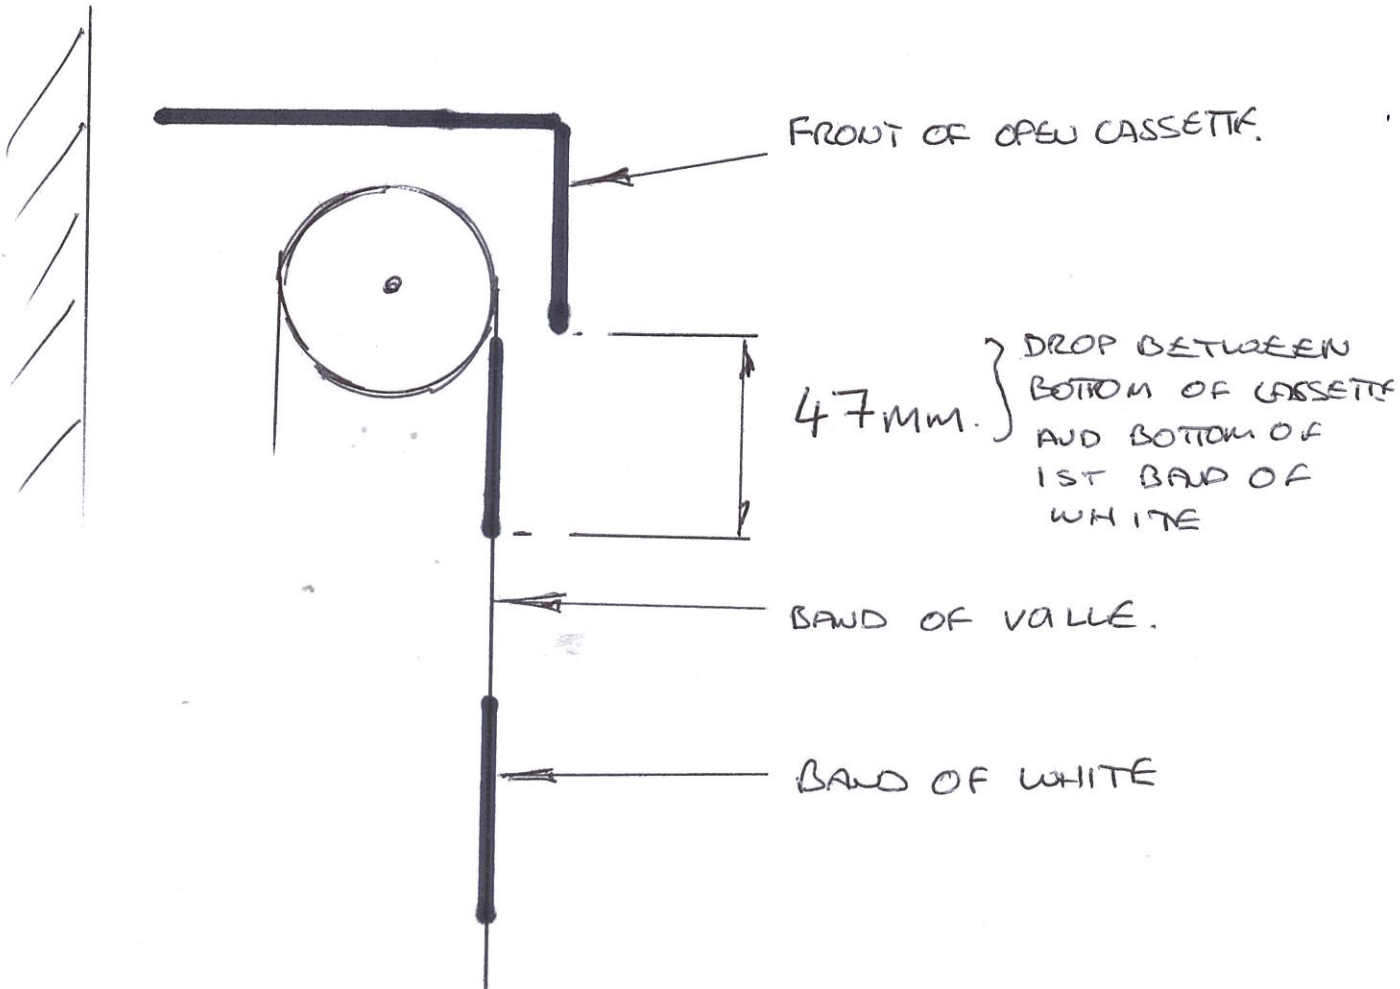 FRONT OF OPEN CASSETTE.
47mm.
DROP BETWEEN
BOTTOM OF CASSETTE
AND BOTTOM OF
1ST BAND OF
WHITE
BAND OF VOILLE.
BAND OF WHITE